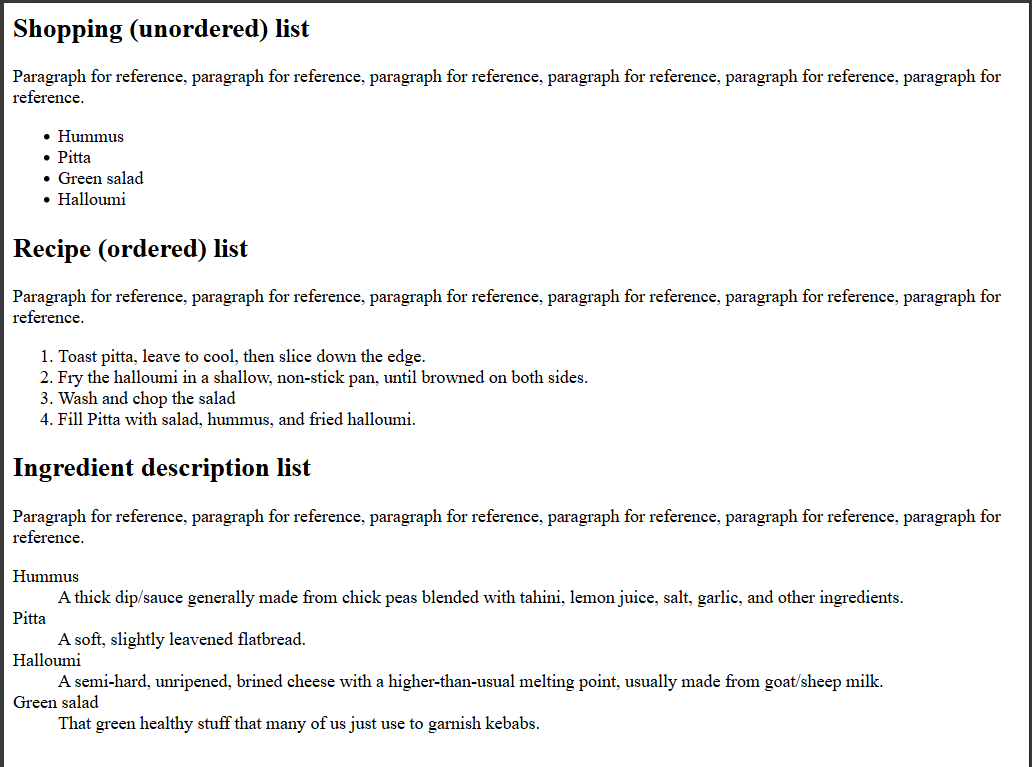 Shopping (unordered) list
Paragraph for reference, paragraph for reference, paragraph for reference, paragraph for reference, paragraph for reference, paragraph for
reference.
• Hummus
• Pitta
• Green salad
• Halloumi
Recipe (ordered) list
Paragraph for reference, paragraph for reference, paragraph for reference, paragraph for reference, paragraph for reference, paragraph for
reference.
1. Toast pitta, leave to cool, then slice down the edge.
2. Fry the halloumi in a shallow, non-stick pan, until browned on both sides.
3. Wash and chop the salad
4. Fill Pitta with salad, hummus, and fried halloumi.
Ingredient description list
Paragraph for reference, paragraph for reference, paragraph for reference, paragraph for reference, paragraph for reference, paragraph for
reference.
Hummus
A thick dip/sauce generally made from chick peas blended with tahini, lemon juice, salt, garlic, and other ingredients.
Pitta
A soft, slightly leavened flatbread.
Halloumi
A semi-hard, unripened, brined cheese with a higher-than-usual melting point, usually made from goat/sheep milk.
Green salad
That green healthy stuff that many of us just use to garnish kebabs.